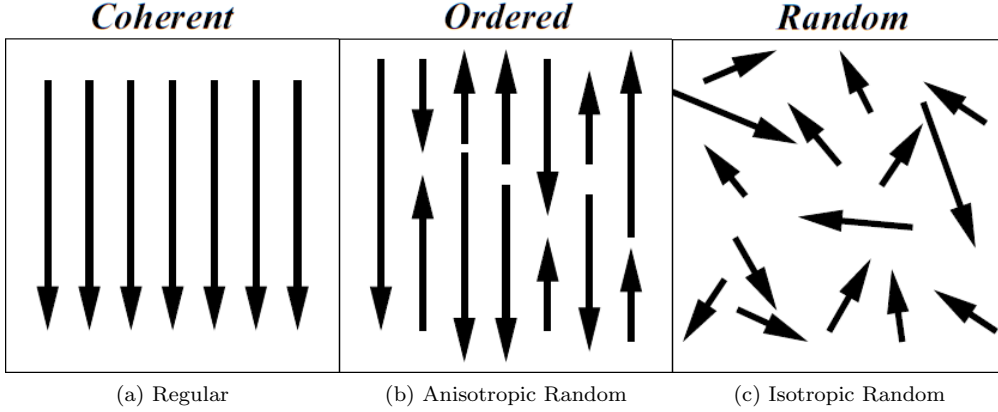 Coherent Ordered Random
(a) Regular (b) Anisotropic Random (c) Isotropic Random